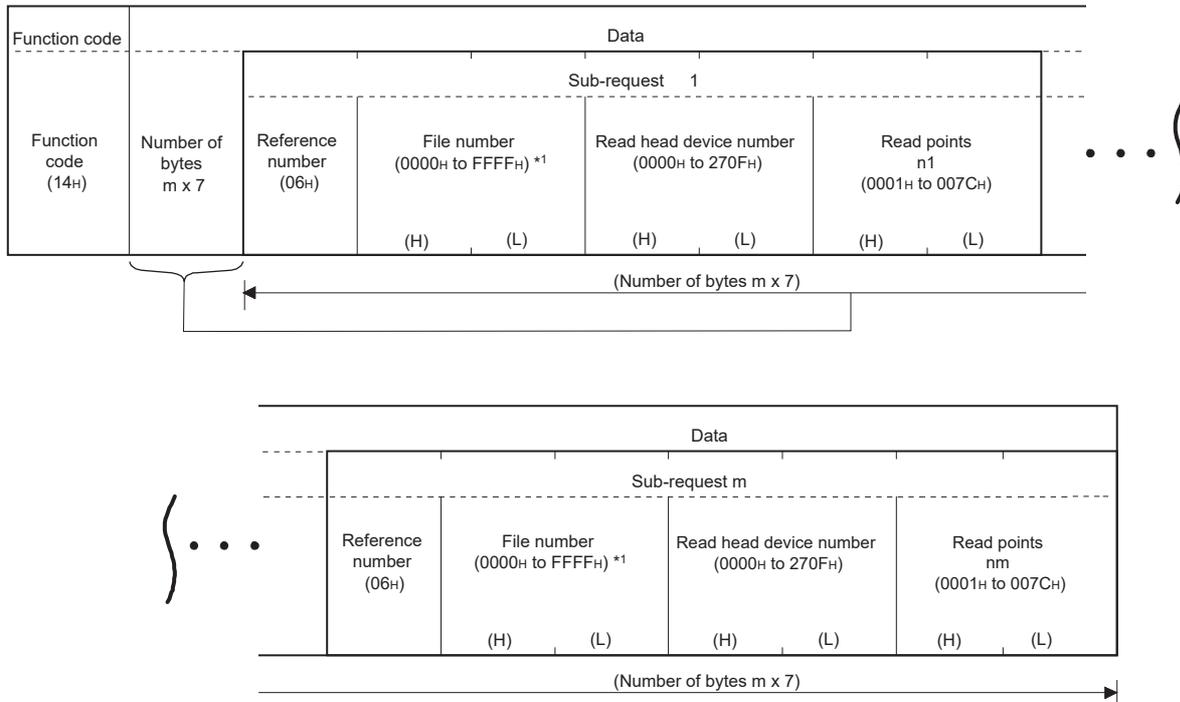 Function code
Data
Sub-request 1
Function
code
(14H)
Number of
bytes
m x 7
Reference
number
(06H)
File number
(0000H to FFFFH) *1
(H) (L)
Read head device number
(0000H to 270FH)
(H) (L)
Read points
n1
(0001H to 007CH)
(H) (L)
(Number of bytes m x 7)
Data
Sub-request m
Reference
number
(06H)
File number
(0000H to FFFFH) *1
(H) (L)
Read head device number
(0000H to 270FH)
(H) (L)
Read points
nm
(0001H to 007CH)
(H) (L)
(Number of bytes m x 7)